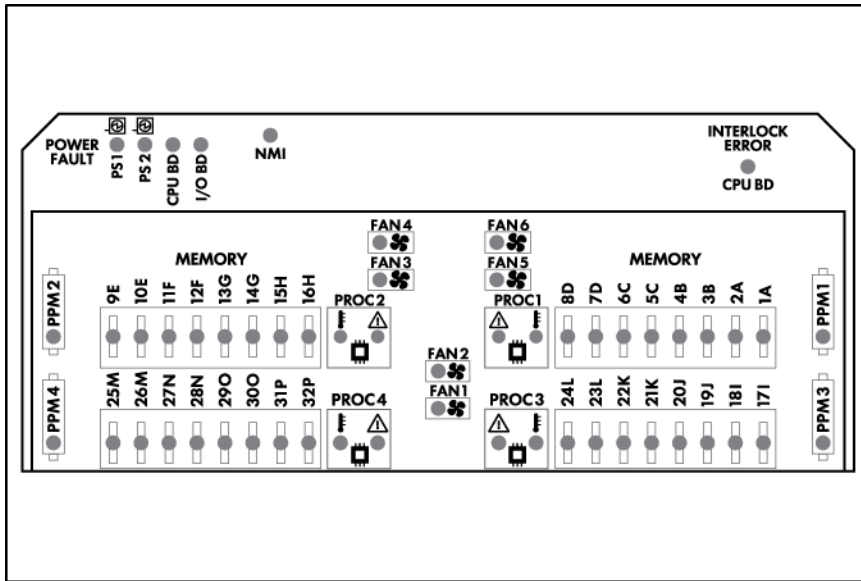 POWER
FAULT
PS1
PS2
CPU BD
I/O BD
NMI
INTERLOCK
ERROR
CPU BD
FAN4
FAN6
FAN3
FAN5
MEMORY
MEMORY
PPM2
9E
10E
11F
12F
13G
14G
15H
16H
PROC2
PROC1
8D
7D
6C
5C
4B
3B
2A
1A
PPM1
FAN2
FAN1
PPM4
25M
26M
27N
28N
29O
30O
31P
32P
PROC4
PROC3
24L
23L
22K
21K
20J
19J
18I
17I
PPM3